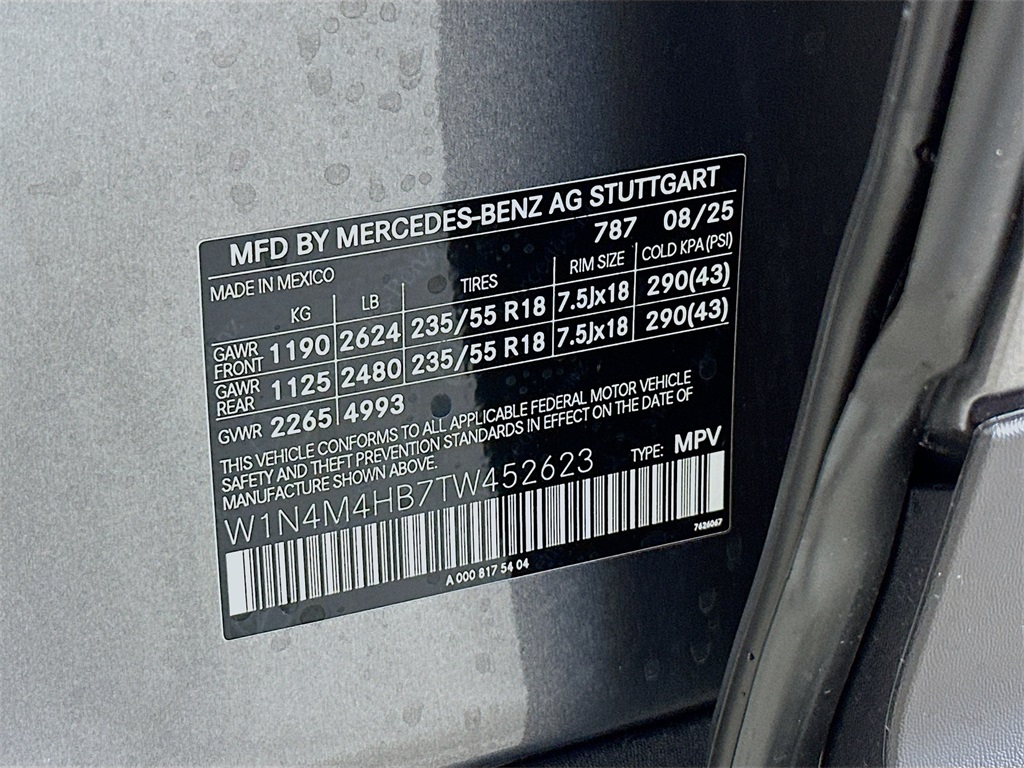 MFD BY MERCEDES-BENZ AG STUTTGART
MADE IN MEXICO 787 08/25
KG LB TIRES RIM SIZE COLD KPA (PSI)
GAWR FRONT 1190 2624 235/55 R18 7.5Jx18 290(43)
GAWR REAR 1125 2480 235/55 R18 7.5Jx18 290(43)
GVWR 2265 4993
THIS VEHICLE CONFORMS TO ALL APPLICABLE FEDERAL MOTOR VEHICLE
SAFETY AND THEFT PREVENTION STANDARDS IN EFFECT ON THE DATE OF
MANUFACTURE SHOWN ABOVE.
W1N4M4HB7TW452623 TYPE: MPV
7426067
A 000 817 54 04